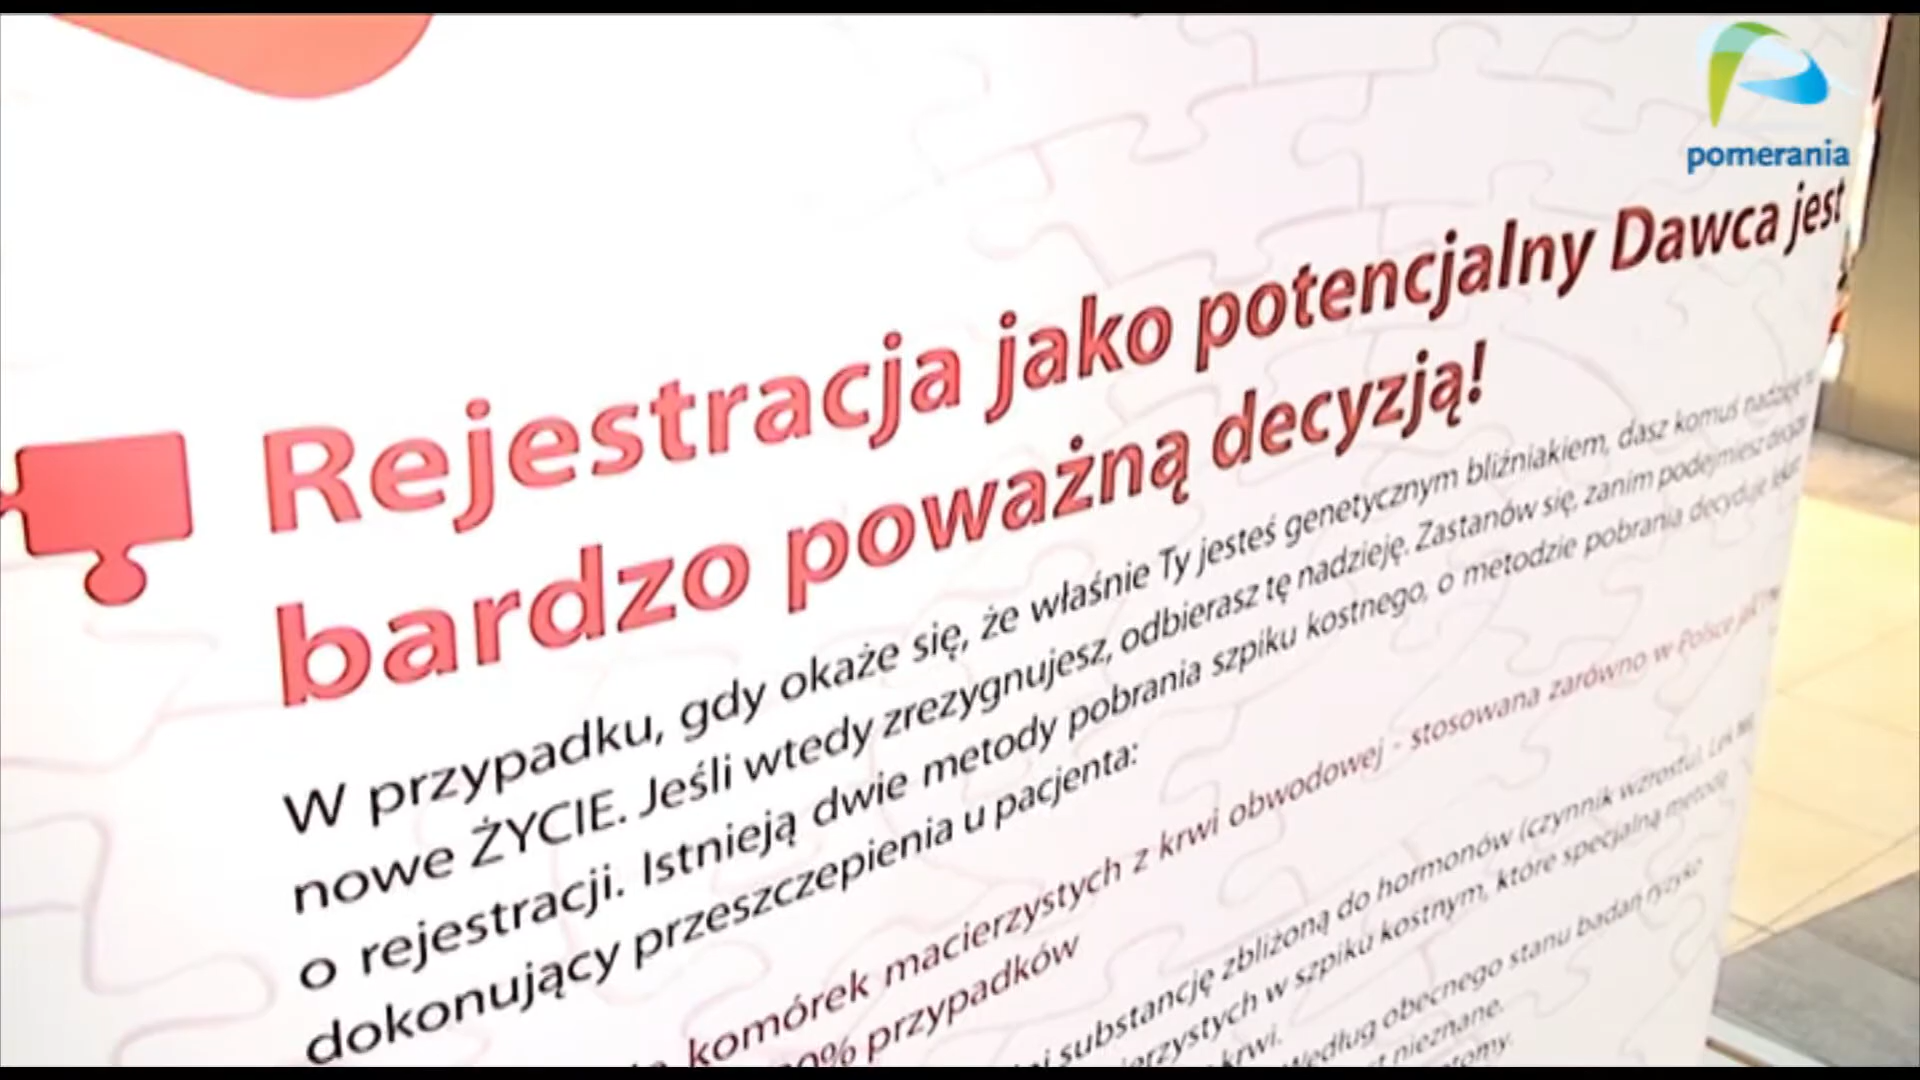 pomerania
Rejestracja jako potencjalny Dawca jest
bardzo poważną decyzją!
W przypadku, gdy okaże się, że właśnie Ty jesteś genetycznym bliźniakiem, dasz komuś nadzieję
nowe ŻYCIE. Jeśli wtedy zrezygnujesz, odbierasz tę nadzieję. Zastanów się, zanim podejmiesz
o rejestracji. Istnieją dwie metody pobrania szpiku kostnego, o metodzie pobrania decyduje
dokonujący przeszczepienia u pacjenta:
komórek macierzystych z krwi obwodowej - stosowana zarówno w Polsce
przypadków
substancję zbliżoną do hormonów (czynnik wzrostu). Lek
w szpiku kostnym, które specjalną metodą
krwi. Według obecnego stanu badań ryzyko
nieznane.